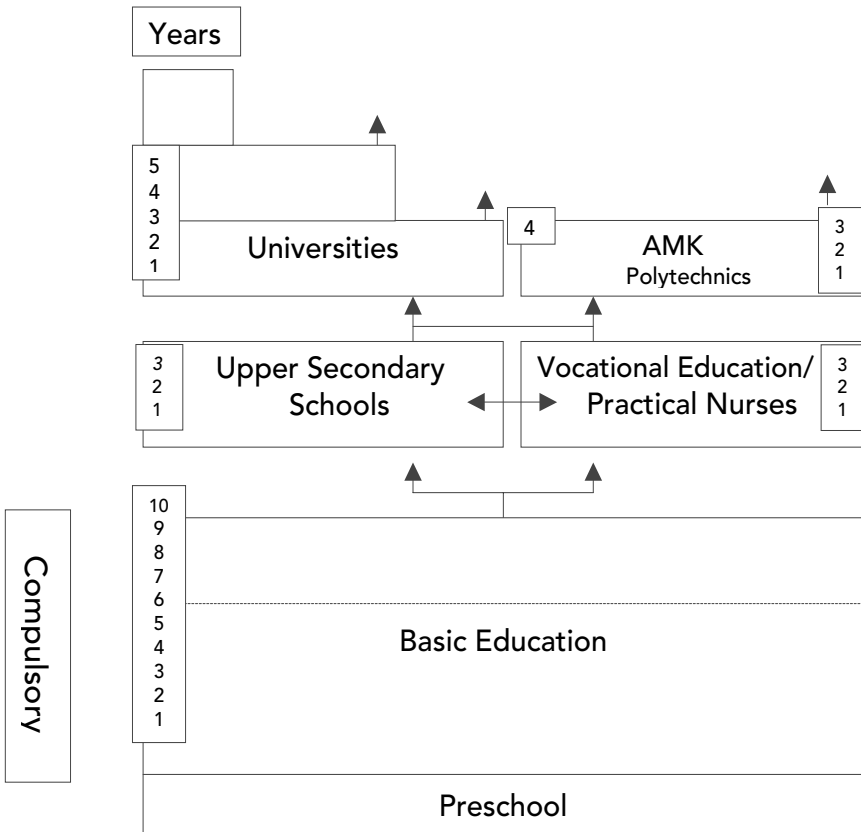 Years
5
4
3
2
1
Universities
4
AMK
Polytechnics
3
2
1
3
2
1
Upper Secondary
Schools
Vocational Education/
Practical Nurses
3
2
1
Compulsory
10
9
8
7
6
5
4
3
2
1
Basic Education
Preschool